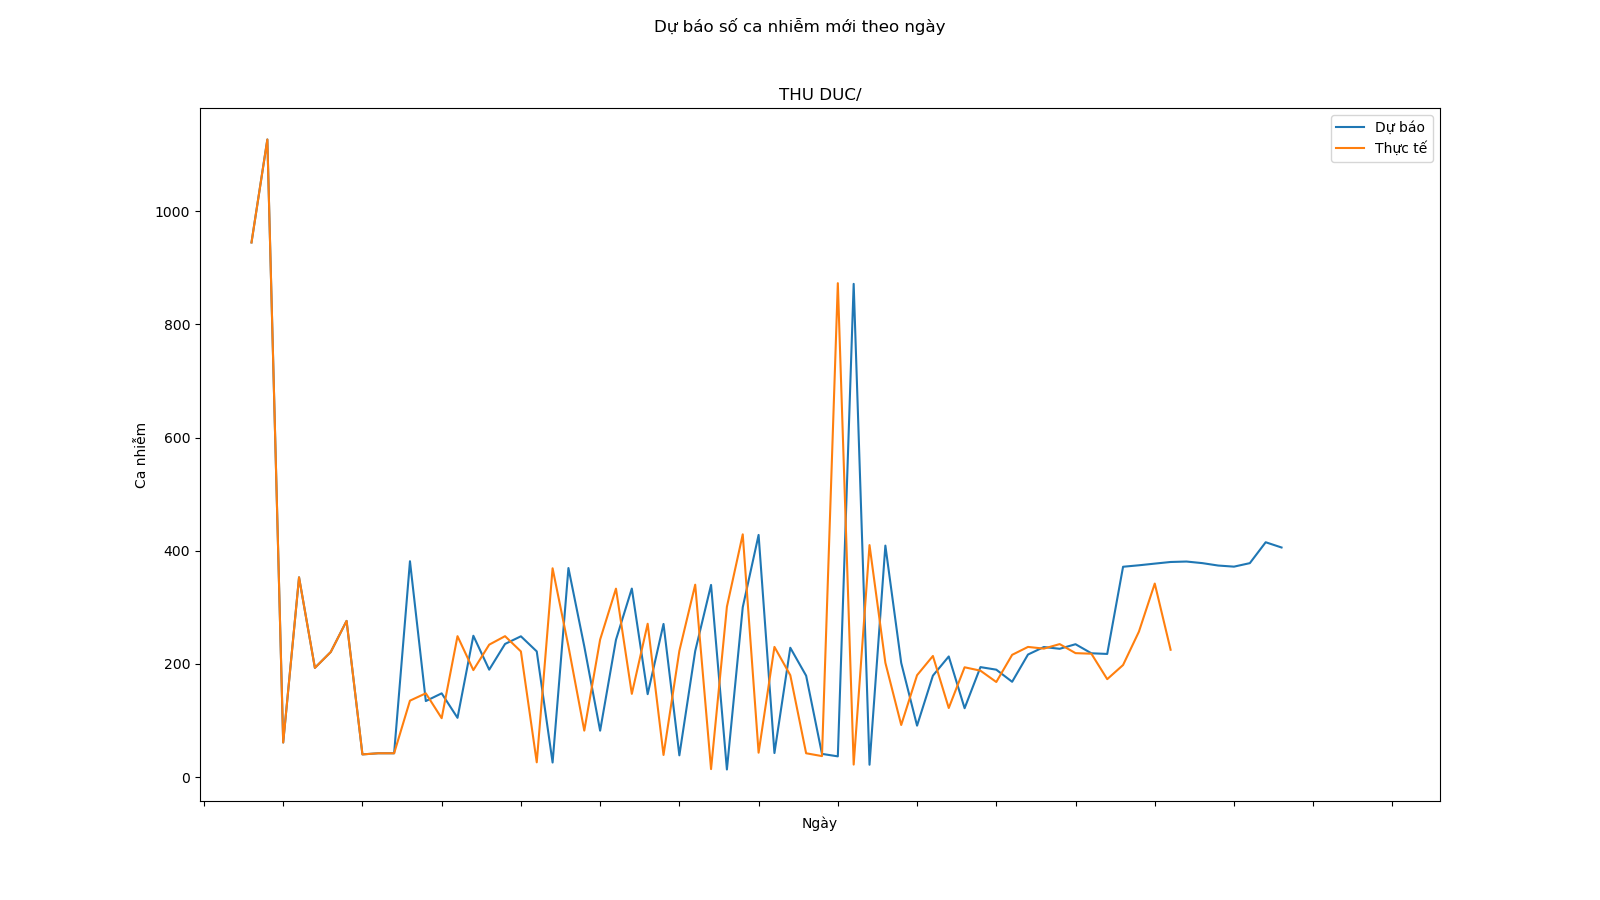 Dự báo số ca nhiễm mới theo ngày
THU DUC/
Dự báo
Thực tế
1000
800
600
400
200
0
Ca nhiễm
Ngày